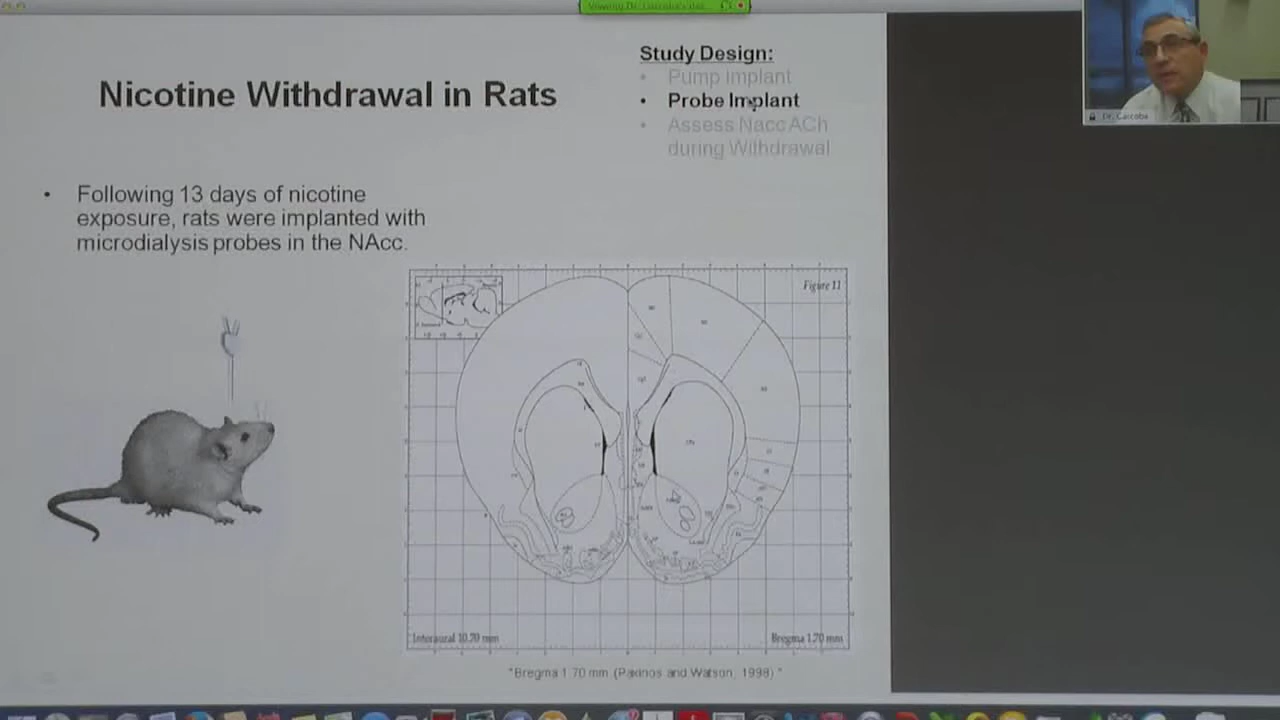 Nicotine Withdrawal in Rats
Study Design:
• Pump implant
• Probe Implant
• Assess Nacc ACh
during Withdrawal
• Following 13 days of nicotine
exposure, rats were implanted with
microdialysis probes in the NAcc.
Figure 11
Interaural 10.70 mm
Bregma 1.70 mm
"Bregma 1.70 mm (Paxinos and Watson, 1998) "
Dr. Carcoba